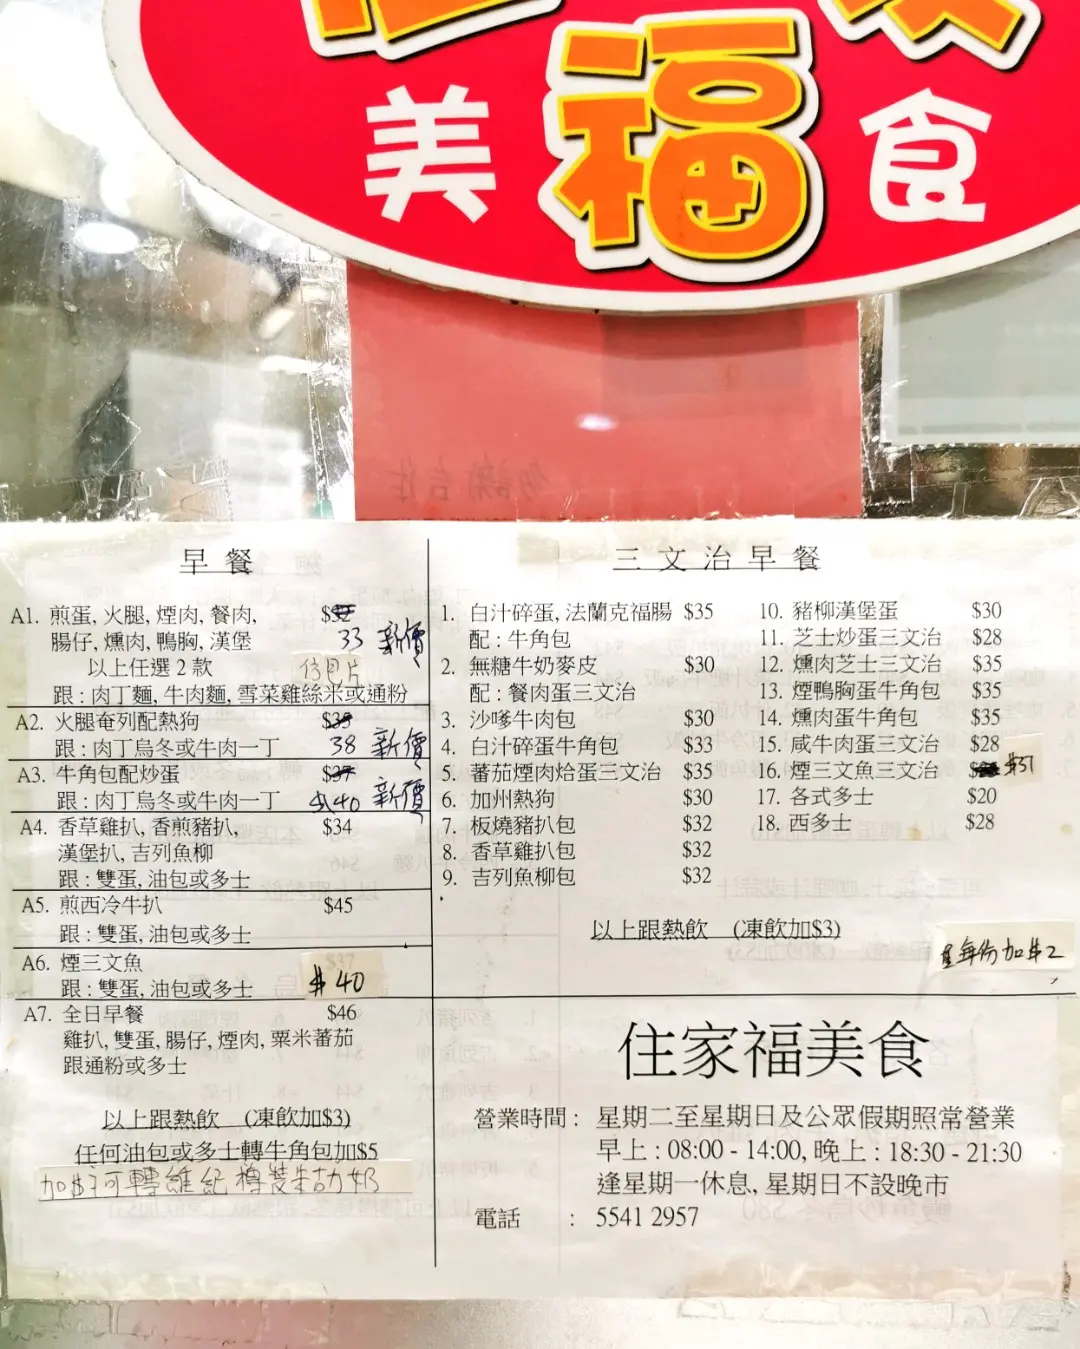 美 福 食
早餐
A1. 煎蛋, 火腿, 煙肉, 餐肉,
33 新價
腸仔, 燻肉, 鴨胸, 漢堡
以上任選 2 款
跟 : 肉丁麵, 牛肉麵, 雪菜雞絲米或通粉
A2. 火腿奄列配熱狗 $35
跟 : 肉丁烏冬或牛肉一丁 38 新價
A3. 牛角包配炒蛋 $37
跟 : 肉丁烏冬或牛肉一丁 40 新價
A4. 香草雞扒, 香煎豬扒, $34
漢堡扒, 吉列魚柳
跟 : 雙蛋, 油包或多士
A5. 煎西冷牛扒 $45
跟 : 雙蛋, 油包或多士
A6. 煙三文魚
跟 : 雙蛋, 油包或多士 $40
A7. 全日早餐 $46
雞扒, 雙蛋, 腸仔, 煙肉, 粟米蕃茄
跟通粉或多士
以上跟熱飲 (凍飲加$3)
任何油包或多士轉牛角包加$5
可轉維紀樽裝朱古奶
三文治早餐
1. 白汁碎蛋, 法蘭克福腸 $35
配 : 牛角包
2. 無糖牛奶麥皮 $30
配 : 餐肉蛋三文治
3. 沙嗲牛肉包 $30
4. 白汁碎蛋牛角包 $33
5. 蕃茄煙肉烚蛋三文治 $35
6. 加州熱狗 $30
7. 板燒豬扒包 $32
8. 香草雞扒包 $32
9. 吉列魚柳包 $32
10. 豬柳漢堡蛋 $30
11. 芝士炒蛋三文治 $28
12. 燻肉芝士三文治 $35
13. 煙鴨胸蛋牛角包 $35
14. 燻肉蛋牛角包 $35
15. 咸牛肉蛋三文治 $28
16. 煙三文魚三文治 $31
17. 各式多士 $20
18. 西多士 $28
以上跟熱飲 (凍飲加$3)
每份加$2
住家福美食
營業時間 : 星期二至星期日及公眾假期照常營業
早上 : 08:00 - 14:00, 晚上 : 18:30 - 21:30
逢星期一休息, 星期日不設晚市
電話 : 5541 2957